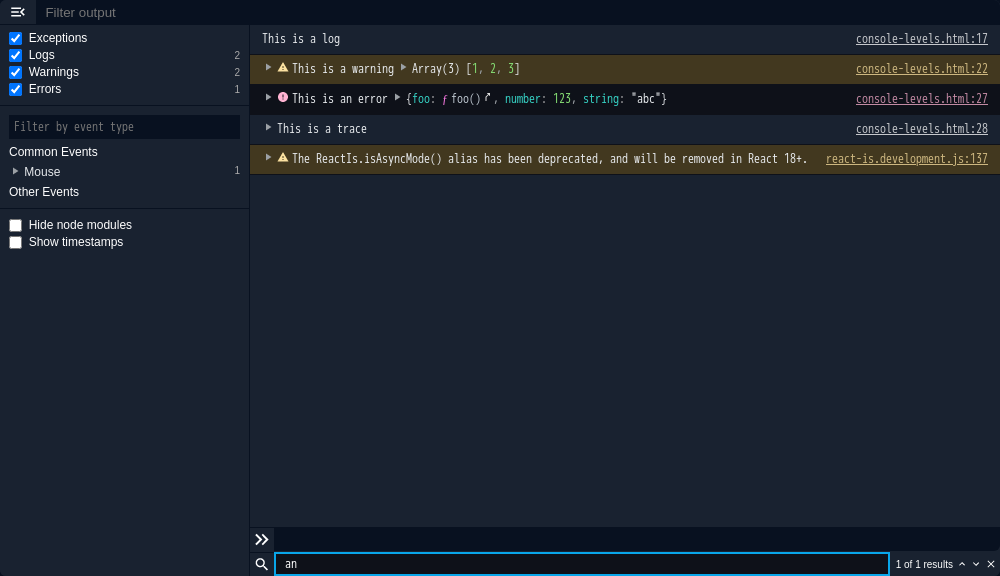 Filter output
Exceptions
Logs 2
Warnings 2
Errors 1
Filter by event type
Common Events
Mouse 1
Other Events
Hide node modules
Show timestamps
This is a log console-levels.html:17
This is a warning Array(3) [1, 2, 3] console-levels.html:22
This is an error {foo: ƒ foo(), number: 123, string: "abc"} console-levels.html:27
This is a trace console-levels.html:28
The ReactIs.isAsyncMode() alias has been deprecated, and will be removed in React 18+. react-is.development.js:137
an 1 of 1 results